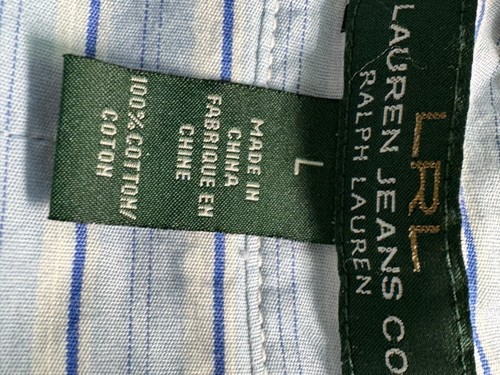 LRL
LAUREN JEANS CO
RALPH LAUREN
L
MADE IN
CHINA
FABRIQUE EN
CHINE
100% COTTON/
COTON